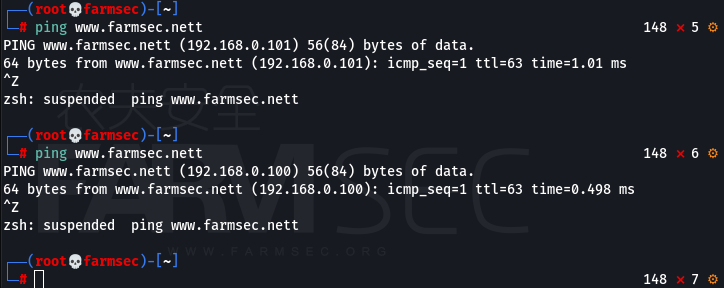 (root💀farmsec)-[~]
# ping www.farmsec.nett 148 ⨯ 5 ⚙
PING www.farmsec.nett (192.168.0.101) 56(84) bytes of data.
64 bytes from www.farmsec.nett (192.168.0.101): icmp_seq=1 ttl=63 time=1.01 ms
^Z
zsh: suspended  ping www.farmsec.nett
农夫安全
(root💀farmsec)-[~]
# ping www.farmsec.nett 148 ⨯ 6 ⚙
PING www.farmsec.nett (192.168.0.100) 56(84) bytes of data.
64 bytes from www.farmsec.nett (192.168.0.100): icmp_seq=1 ttl=63 time=0.498 ms
^Z
zsh: suspended  ping www.farmsec.nett
FARMSEC
WWW.FARMSEC.ORG
(root💀farmsec)-[~]
# 148 ⨯ 7 ⚙